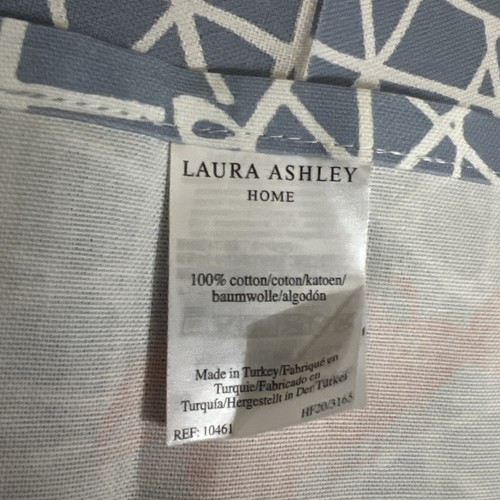 LAURA ASHLEY
HOME
100% cotton/coton/katoen/
baumwolle/algodón
Made in Turkey/Fabriqué en
Turquie/Fabricado en
Turquía/Hergestellt in Der Türkei
HF20/3165
REF: 10461